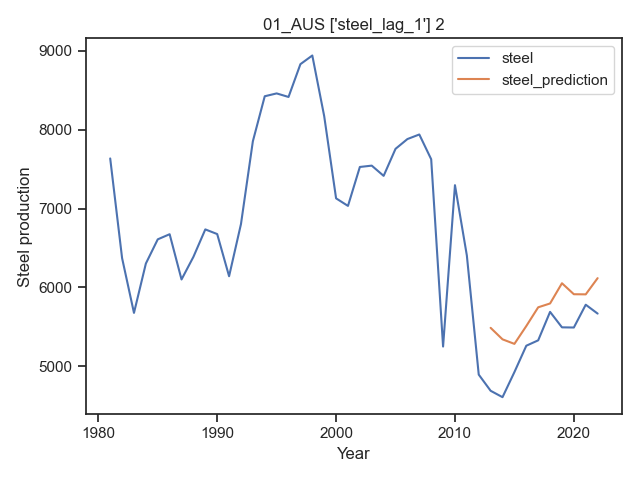 01_AUS ['steel_lag_1'] 2
steel
steel_prediction
9000
8000
7000
6000
5000
Steel production
1980
1990
2000
2010
2020
Year